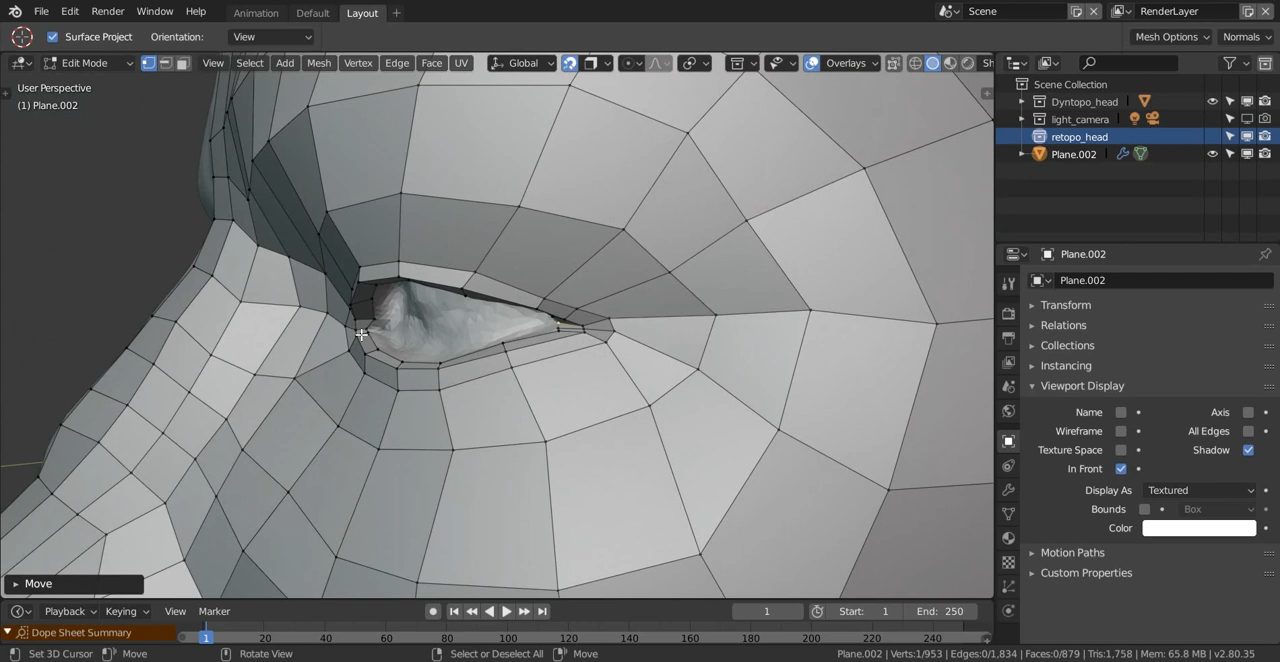 File Edit Render Window Help Animation Default Layout + Scene RenderLayer
Surface Project Orientation: View Mesh Options Normals
Edit Mode View Select Add Mesh Vertex Edge Face UV Global Overlays Sh
User Perspective
(1) Plane.002
Scene Collection
Dyntopo_head
light_camera
retopo_head
Plane.002
Plane.002
Plane.002
Transform
Relations
Collections
Instancing
Viewport Display
Name Axis
Wireframe All Edges
Texture Space Shadow
In Front
Display As Textured
Bounds Box
Color
Motion Paths
Custom Properties
Move
Playback Keying View Marker 1 Start: 1 End: 250
Dope Sheet Summary 1 20 40 60 80 100 120 140 160 180 200 220 240
Set 3D Cursor Move Rotate View Select or Deselect All Move Plane.002 | Verts:1/953 | Edges:0/1,834 | Faces:0/879 | Tris:1,758 | Mem: 65.8 MB | v2.80.35